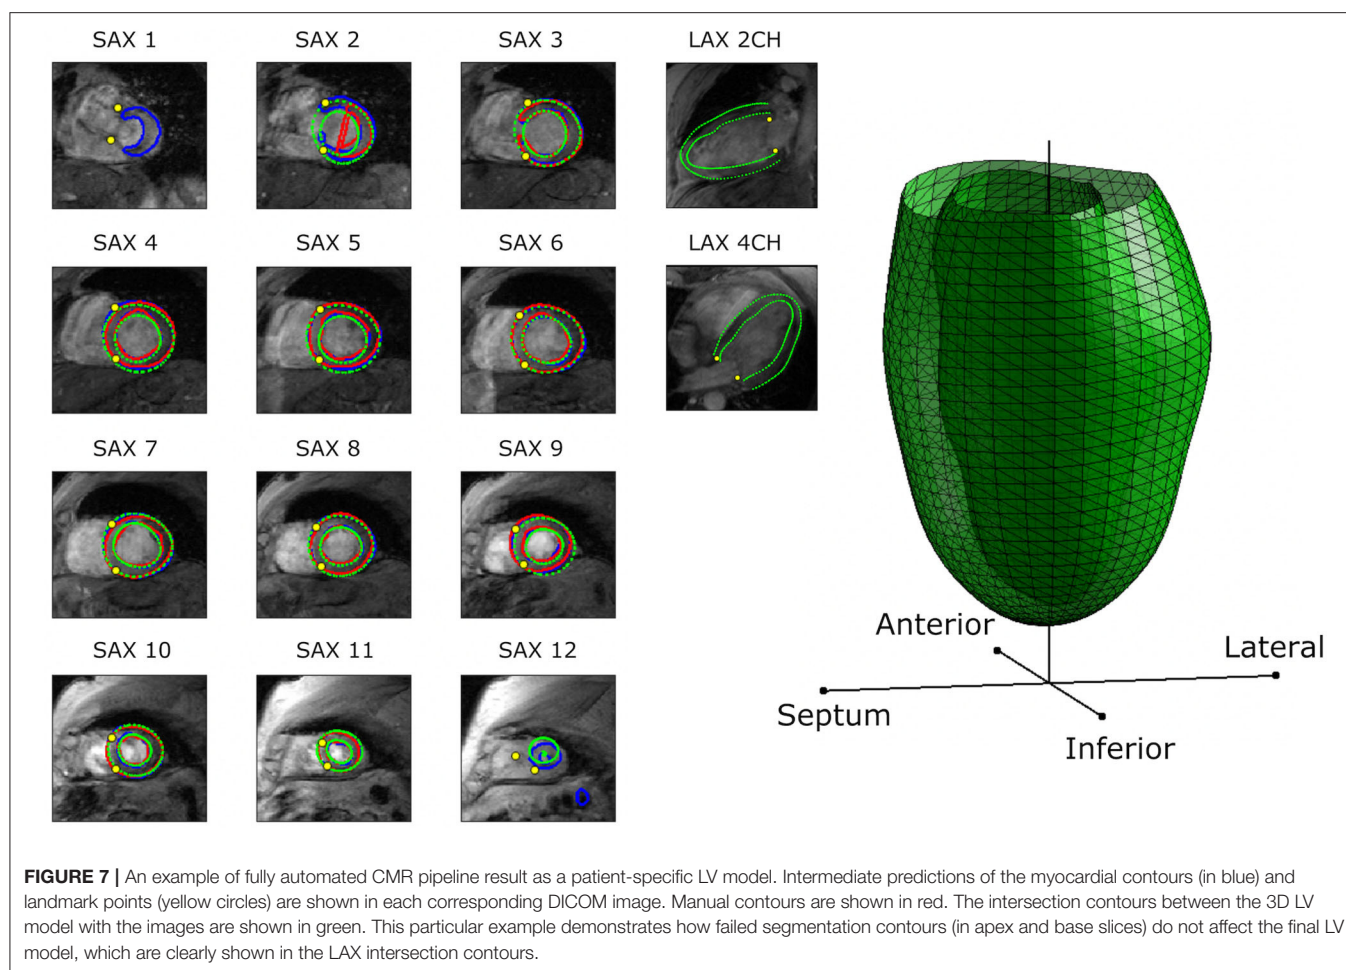 SAX 1
SAX 2
SAX 3
LAX 2CH
SAX 4
SAX 5
SAX 6
LAX 4CH
SAX 7
SAX 8
SAX 9
SAX 10
SAX 11
SAX 12
Anterior
Lateral
Septum
Inferior
FIGURE 7 | An example of fully automated CMR pipeline result as a patient-specific LV model. Intermediate predictions of the myocardial contours (in blue) and
landmark points (yellow circles) are shown in each corresponding DICOM image. Manual contours are shown in red. The intersection contours between the 3D LV
model with the images are shown in green. This particular example demonstrates how failed segmentation contours (in apex and base slices) do not affect the final LV
model, which are clearly shown in the LAX intersection contours.